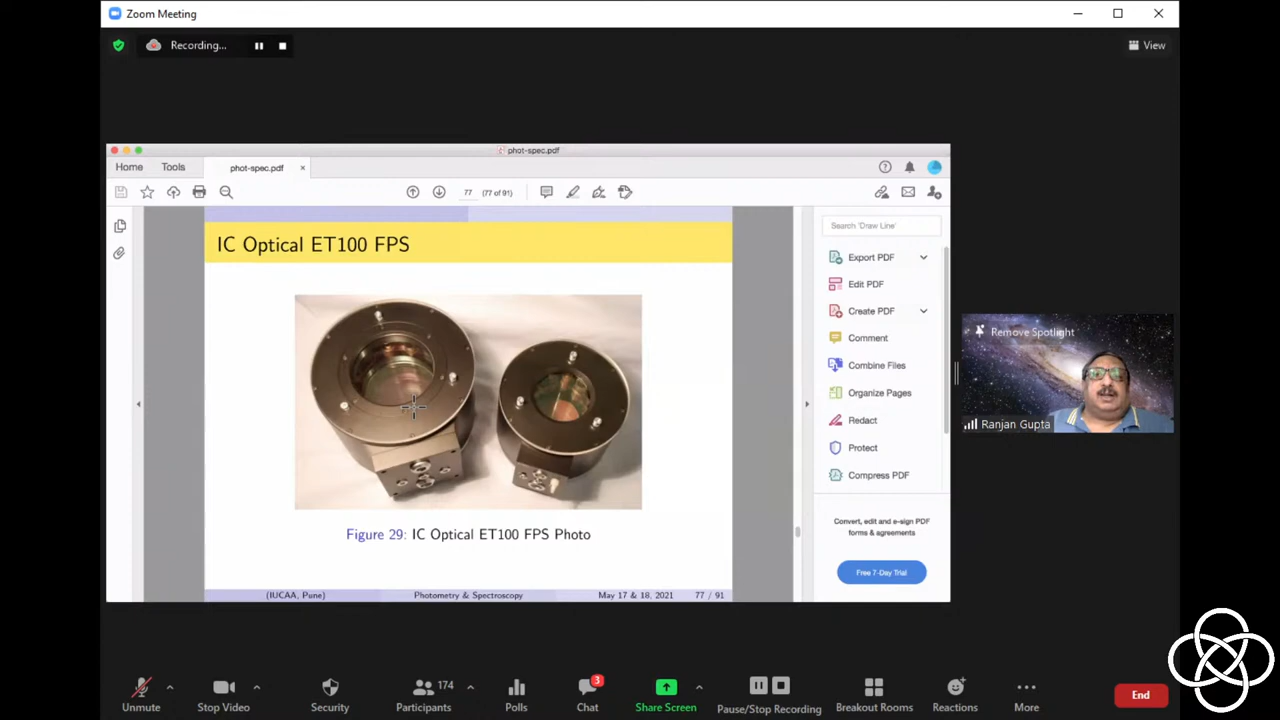 Zoom Meeting
Recording...
View
phot-spec.pdf
Home
Tools
phot-spec.pdf
77
(77 of 91)
IC Optical ET100 FPS
Search 'Draw Line'
Export PDF
Edit PDF
Create PDF
Comment
Combine Files
Organize Pages
Redact
Protect
Compress PDF
Convert, edit and e-sign PDF
forms & agreements
Free 7-Day Trial
Remove Spotlight
Ranjan Gupta
Figure 29: IC Optical ET100 FPS Photo
(IUCAA, Pune)
Photometry & Spectroscopy
May 17 & 18, 2021
77 / 91
Unmute
Stop Video
Security
174
Participants
Polls
3
Chat
Share Screen
Pause/Stop Recording
Breakout Rooms
Reactions
More
End